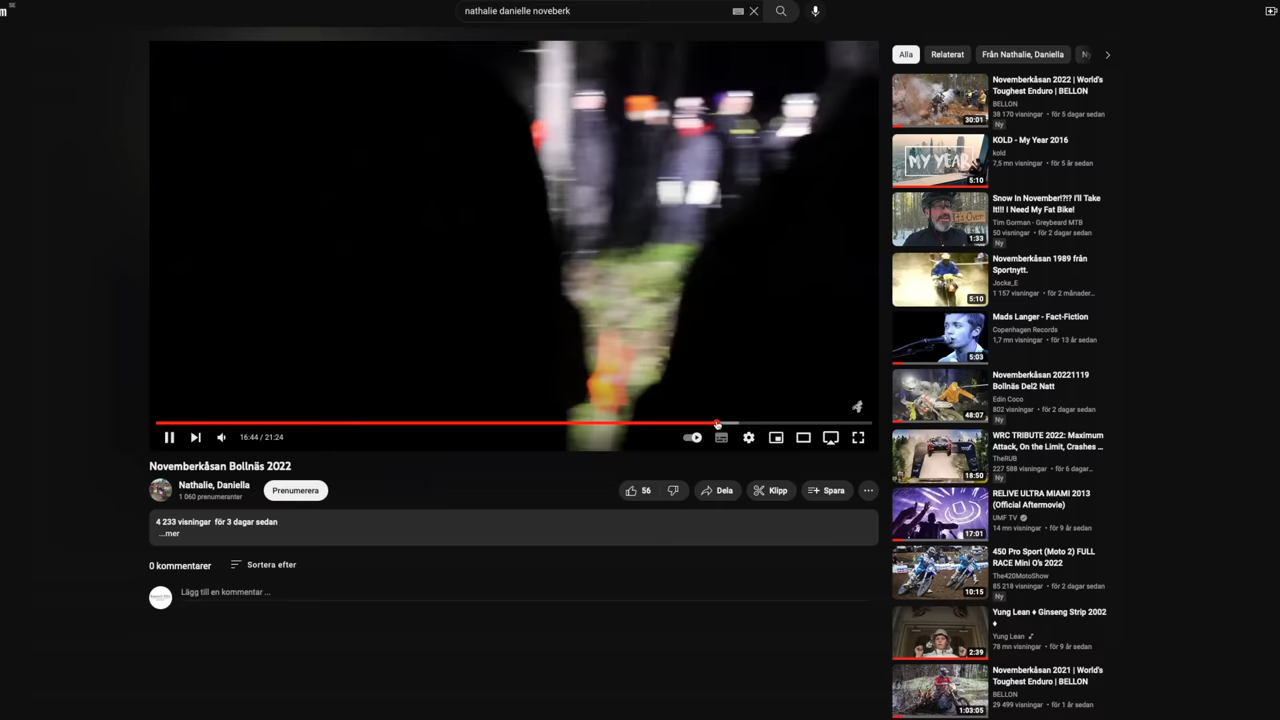 SE
m
nathalie danielle noveberk
16:44 / 21:24
Novemberkåsan Bollnäs 2022
Nathalie, Daniella
1 060 prenumeranter
Prenumerera
56
Dela
Klipp
Spara
4 233 visningar för 3 dagar sedan
...mer
0 kommentarer
Sortera efter
Lägg till en kommentar ...
Alla
Relaterat
Från Nathalie, Daniella
30:01
Novemberkåsan 2022 | World's
Toughest Enduro | BELLON
BELLON
38 170 visningar • för 5 dagar sedan
Ny
MY YEAR
5:10
KOLD - My Year 2016
kold
7,5 mn visningar • för 5 år sedan
It's Over
1:33
Snow In November!?!? I'll Take
It!!! I Need My Fat Bike!
Tim Gorman - Greybeard MTB
50 visningar • för 2 dagar sedan
Ny
5:10
Novemberkåsan 1989 från
Sportnytt.
Jocke_E
1 157 visningar • för 2 månader...
5:03
Mads Langer - Fact-Fiction
Copenhagen Records
1,7 mn visningar • för 13 år sedan
48:07
Novemberkåsan 20221119
Bollnäs Del2 Natt
Edin Coco
802 visningar • för 2 dagar sedan
Ny
18:50
WRC TRIBUTE 2022: Maximum
Attack, On the Limit, Crashes ...
TheRUB
227 588 visningar • för 6 dagar...
Ny
17:01
RELIVE ULTRA MIAMI 2013
(Official Aftermovie)
UMF TV
14 mn visningar • för 9 år sedan
10:15
450 Pro Sport (Moto 2) FULL
RACE Mini O's 2022
The420MotoShow
85 218 visningar • för 2 dagar sedan
Ny
2:39
Yung Lean ♦ Ginseng Strip 2002
♦
Yung Lean
78 mn visningar • för 9 år sedan
1:03:05
Novemberkåsan 2021 | World's
Toughest Enduro | BELLON
BELLON
29 499 visningar • för 1 år sedan